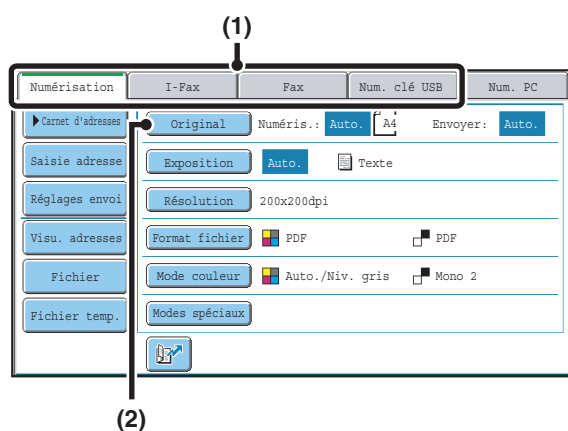 (1)
Numérisation I-Fax Fax Num. clé USB Num. PC
Carnet d'adresses Original Numéris.: Auto. A4 Envoyer: Auto.
Saisie adresse Exposition Auto. Texte
Réglages envoi Résolution 200x200dpi
Visu. adresses Format fichier PDF PDF
Fichier Mode couleur Auto./Niv. gris Mono 2
Fichier temp. Modes spéciaux
(2)